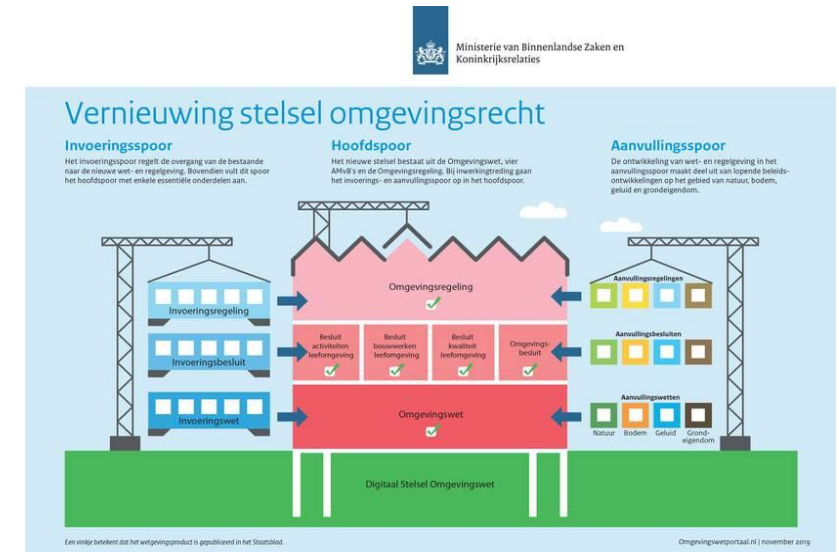 Ministerie van Binnenlandse Zaken en
Koninkrijksrelaties
Vernieuwing stelsel omgevingsrecht
Invoeringsspoor
Het invoeringsspoor regelt de overgang van de bestaande
naar de nieuwe wet- en regelgeving. Bovendien vult dit spoor
het hoofdspoor met enkele essentiële onderdelen aan.
Hoofdspoor
Het nieuwe stelsel bestaat uit de Omgevingswet, vier
AMvB's en de Omgevingsregeling. Bij inwerkingtreding gaan
het invoerings- en aanvullingsspoor op in het hoofdspoor.
Aanvullingsspoor
De ontwikkeling van wet- en regelgeving in het
aanvullingsspoor maakt deel uit van lopende beleids-
ontwikkelingen op het gebied van natuur, bodem,
geluid en grondeigendom.
Invoeringsregeling
Invoeringsbesluit
Invoeringswet
Omgevingsregeling
Besluit
activiteiten
leefomgeving
Besluit
bouwwerken
leefomgeving
Besluit
kwaliteit
leefomgeving
Omgevings-
besluit
Omgevingswet
Digitaal Stelsel Omgevingswet
Aanvullingsregelingen
Aanvullingsbesluiten
Aanvullingswetten
Natuur
Bodem
Geluid
Grond-
eigendom
Een vinkje betekent dat het wetgevingsproduct is gepubliceerd in het Staatsblad.
Omgevingswetportaal.nl | november 2019